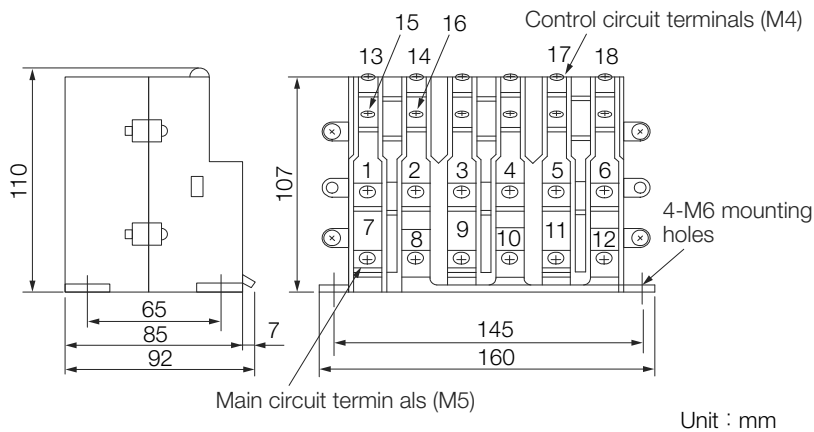 15 16 Control circuit terminals (M4)
13 14 17 18
110
107
1 2 3 4 5 6
7 8 9 10 11 12
4-M6 mounting
holes
65
85 7
92
145
160
Main circuit termin als (M5)
Unit : mm